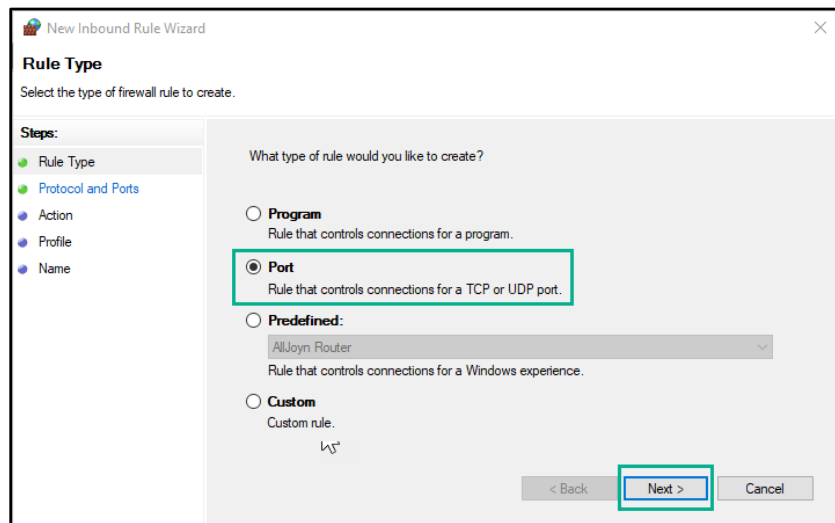 New Inbound Rule Wizard
Rule Type
Select the type of firewall rule to create.
Steps:
Rule Type
Protocol and Ports
Action
Profile
Name
What type of rule would you like to create?
Program
Rule that controls connections for a program.
Port
Rule that controls connections for a TCP or UDP port.
Predefined:
AllJoyn Router
Rule that controls connections for a Windows experience.
Custom
Custom rule.
< Back Next > Cancel